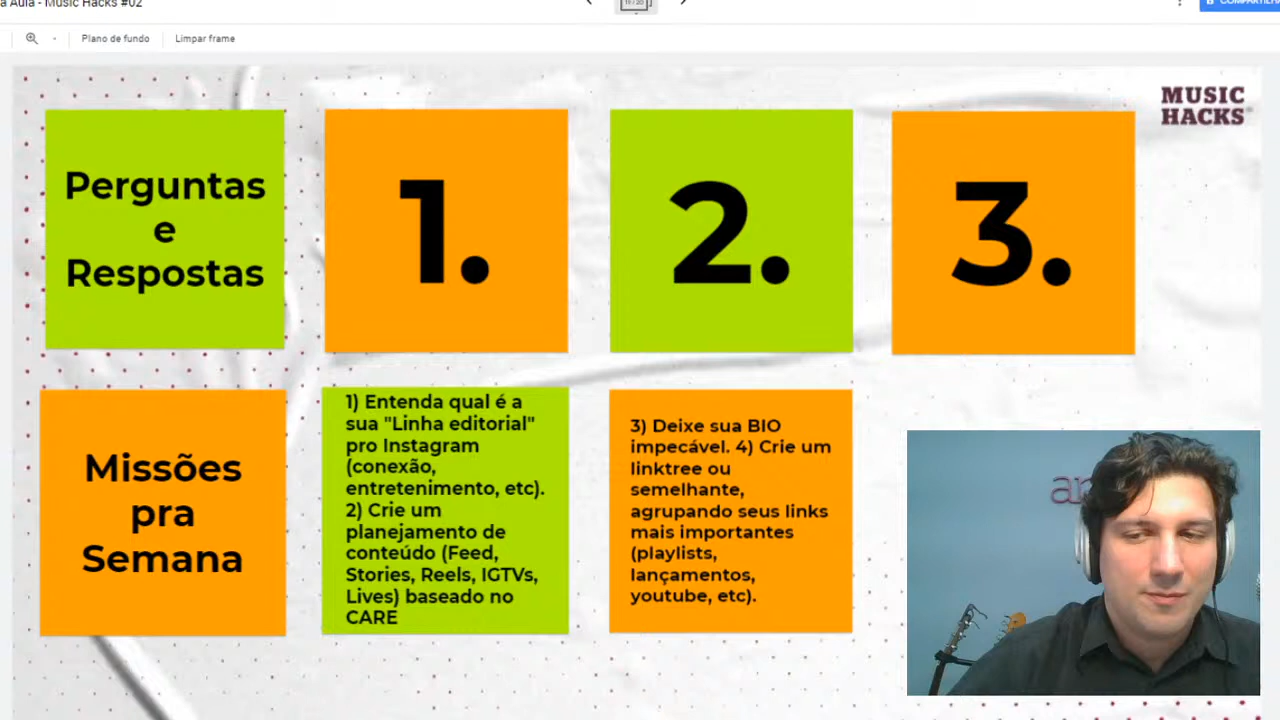 a Aula - Music Hacks #02
Plano de fundo
Limpar frame
MUSIC
HACKS
Perguntas
e
Respostas
1.
2.
3.
Missões
pra
Semana
1) Entenda qual é a
sua "Linha editorial"
pro Instagram
(conexão,
entretenimento, etc).
2) Crie um
planejamento de
conteúdo (Feed,
Stories, Reels, IGTVs,
Lives) baseado no
CARE
3) Deixe sua BIO
impecável. 4) Crie um
linktree ou
semelhante,
agrupando seus links
mais importantes
(playlists,
lançamentos,
youtube, etc).